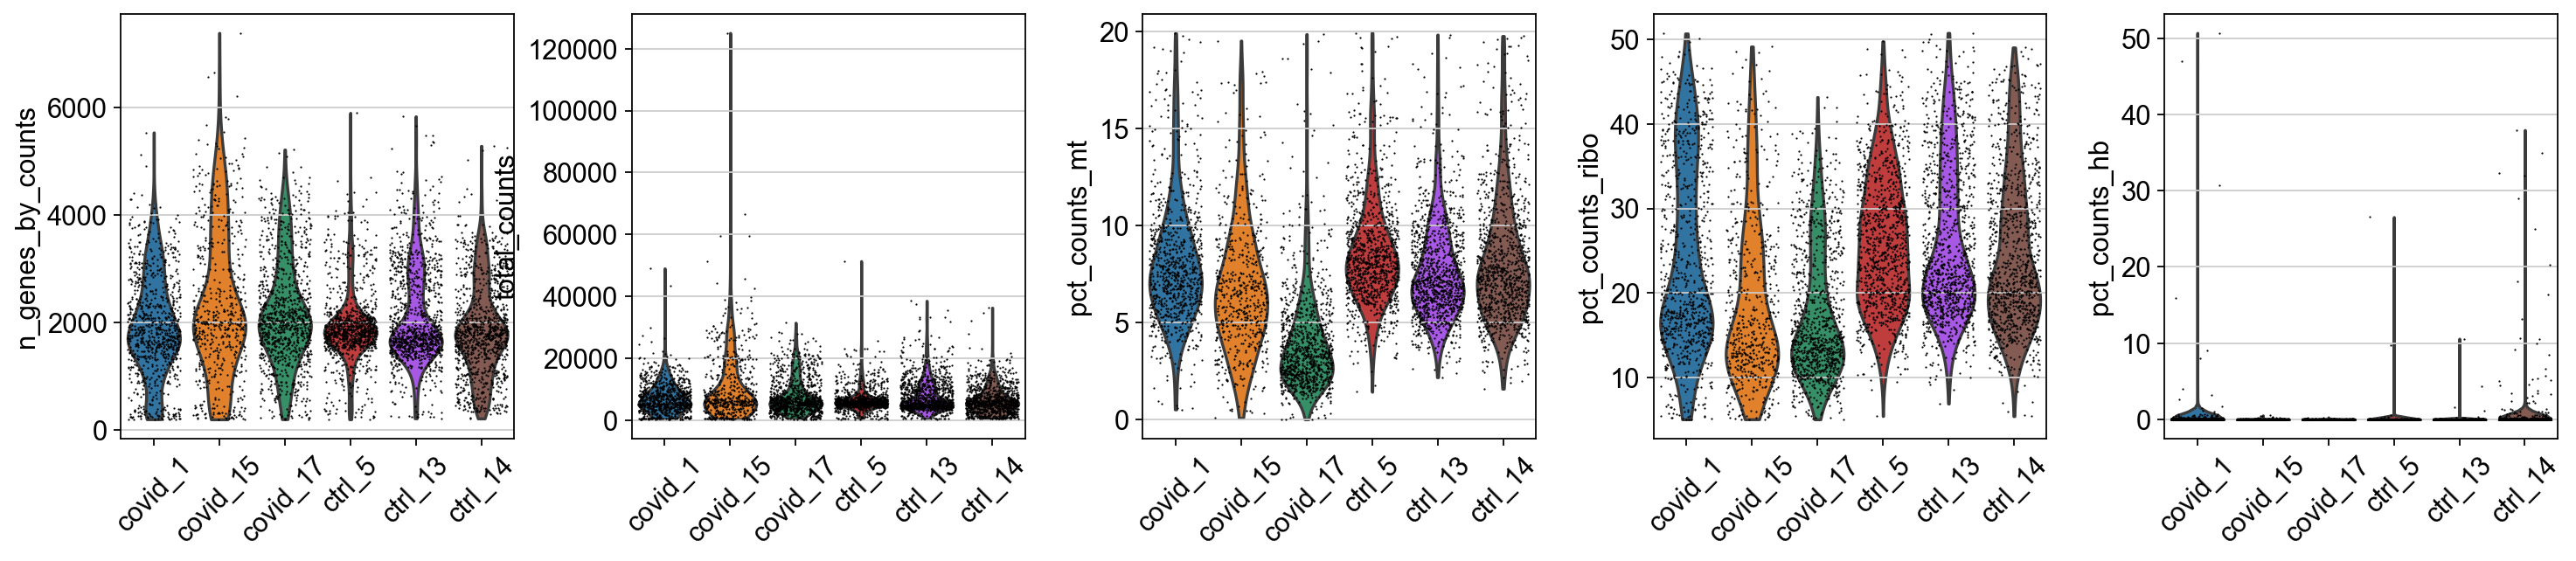 n_genes_by_counts
6000
4000
2000
0
covid_1
covid_15
covid_17
ctrl_5
ctrl_13
ctrl_14
total_counts
120000
100000
80000
60000
40000
20000
0
covid_1
covid_15
covid_17
ctrl_5
ctrl_13
ctrl_14
pct_counts_mt
20
15
10
5
0
covid_1
covid_15
covid_17
ctrl_5
ctrl_13
ctrl_14
pct_counts_ribo
50
40
30
20
10
covid_1
covid_15
covid_17
ctrl_5
ctrl_13
ctrl_14
pct_counts_hb
50
40
30
20
10
0
covid_1
covid_15
covid_17
ctrl_5
ctrl_13
ctrl_14